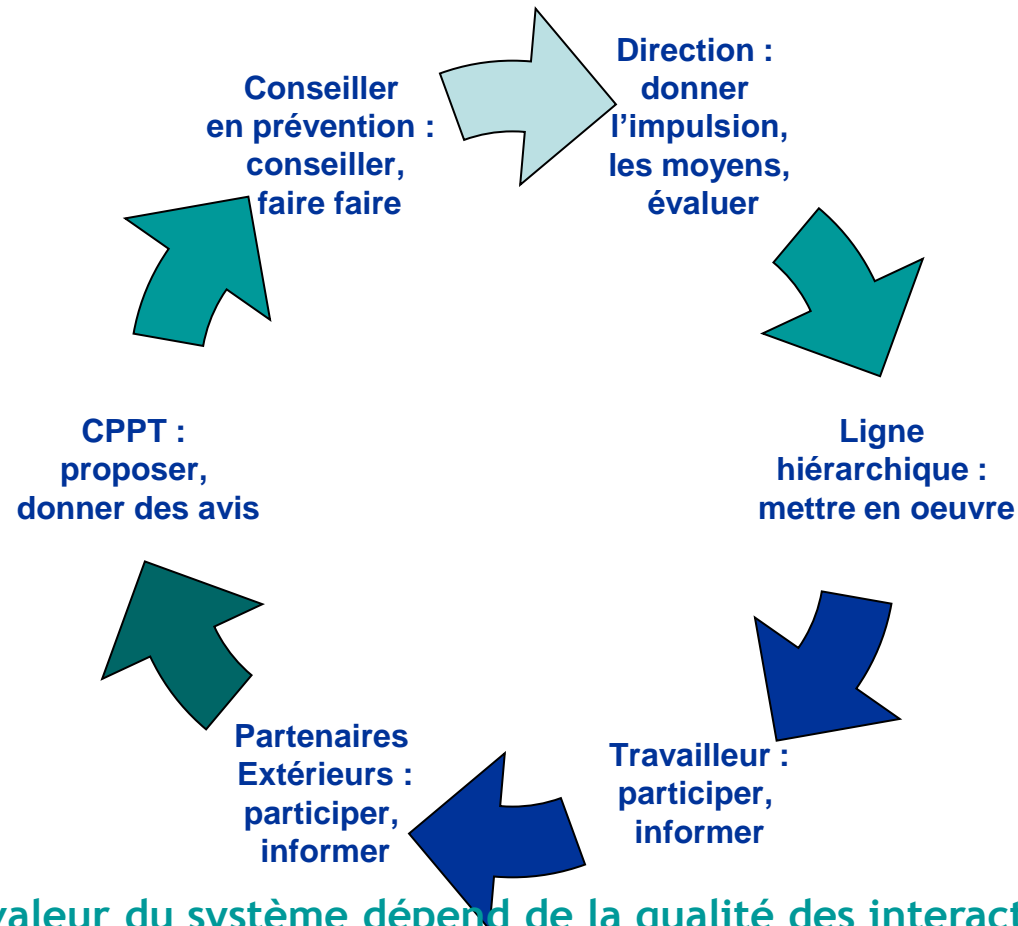 Direction :
donner
l’impulsion,
les moyens,
évaluer
Ligne
hiérarchique :
mettre en oeuvre
Travailleur :
participer,
informer
Partenaires
Extérieurs :
participer,
informer
CPPT :
proposer,
donner des avis
Conseiller
en prévention :
conseiller,
faire faire
valeur du système dépend de la qualité des interact